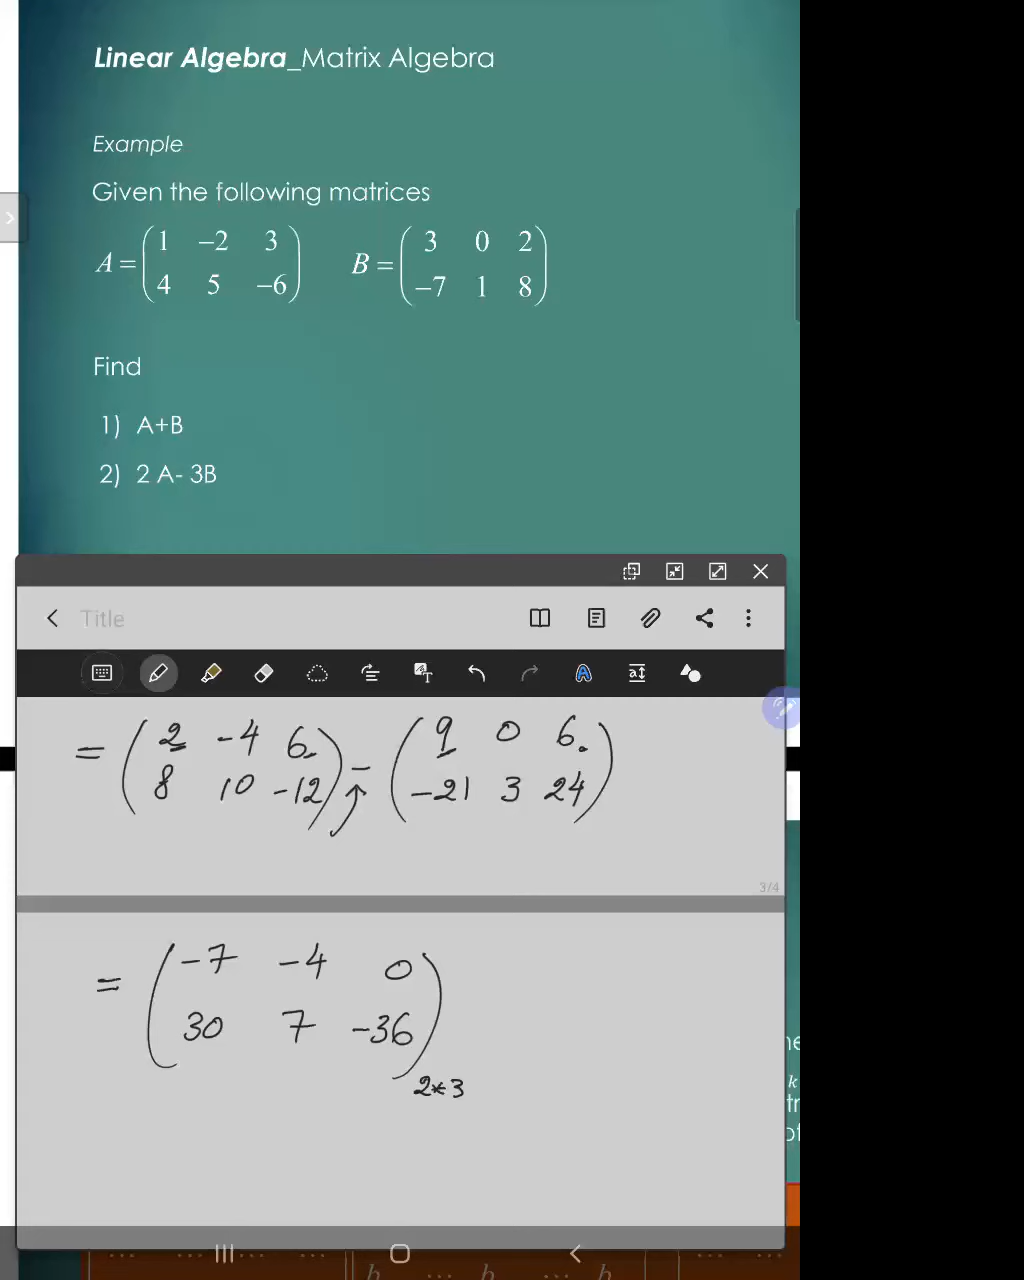 Linear Algebra_Matrix Algebra
Example
Given the following matrices
A = (1 -2 3
4 5 -6) B = (3 0 2
-7 1 8)
Find
1) A+B
2) 2 A- 3B
Title
= (2 -4 6.
8 10 -12) - (9 0 6.
-21 3 24)
3/4
= (-7 -4 0
30 7 -36)
2*3
k